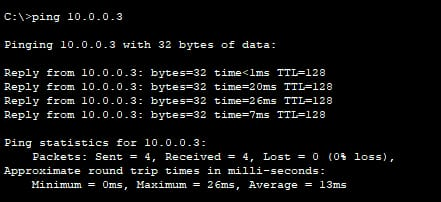 C:\>ping 10.0.0.3
Pinging 10.0.0.3 with 32 bytes of data:
Reply from 10.0.0.3: bytes=32 time<1ms TTL=128
Reply from 10.0.0.3: bytes=32 time=20ms TTL=128
Reply from 10.0.0.3: bytes=32 time=26ms TTL=128
Reply from 10.0.0.3: bytes=32 time=7ms TTL=128
Ping statistics for 10.0.0.3:
Packets: Sent = 4, Received = 4, Lost = 0 (0% loss),
Approximate round trip times in milli-seconds:
Minimum = 0ms, Maximum = 26ms, Average = 13ms